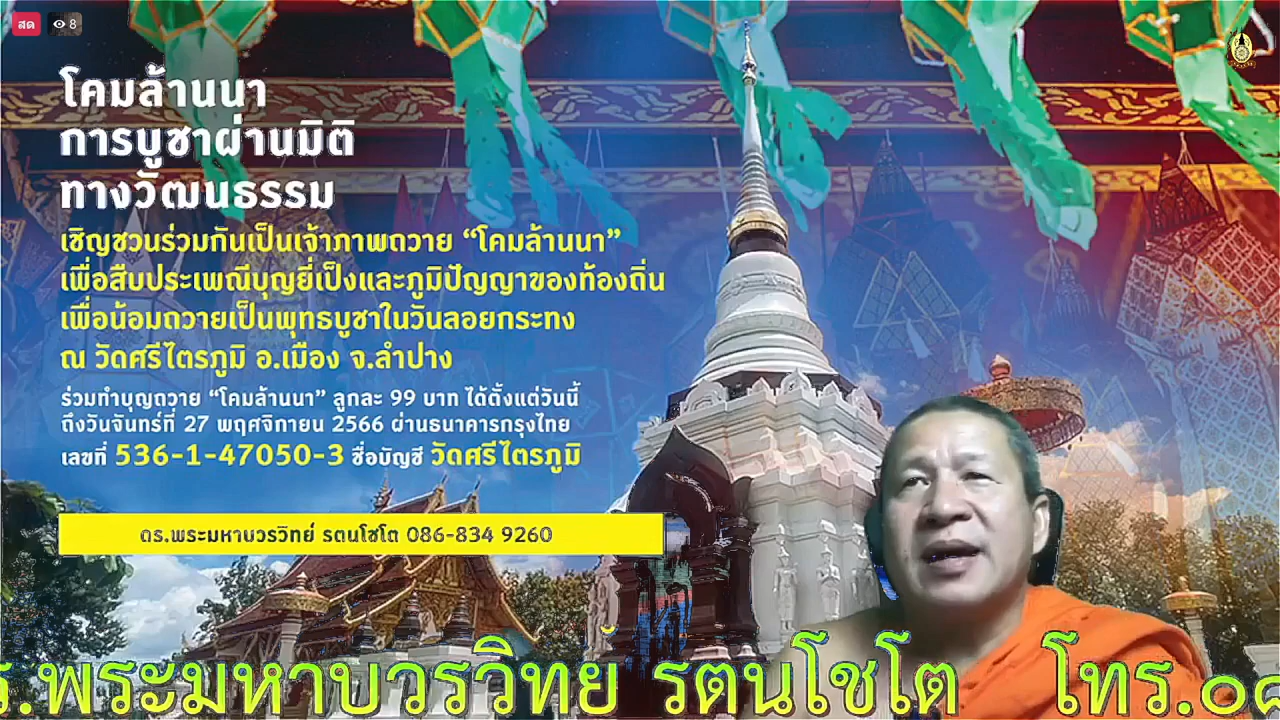 สด 8
โคมล้านนา
การบูชาผ่านมิติ
ทางวัฒนธรรม
เชิญชวนร่วมกันเป็นเจ้าภาพถวาย “โคมล้านนา”
เพื่อสืบประเพณีบุญยี่เป็งและภูมิปัญญาของท้องถิ่น
เพื่อน้อมถวายเป็นพุทธบูชาในวันลอยกระทง
ณ วัดศรีไตรภูมิ อ.เมือง จ.ลำปาง
ร่วมทำบุญถวาย “โคมล้านนา” ลูกละ 99 บาท ได้ตั้งแต่วันนี้
ถึงวันจันทร์ที่ 27 พฤศจิกายน 2566 ผ่านธนาคารกรุงไทย
เลขที่ 536-1-47050-3 ชื่อบัญชี วัดศรีไตรภูมิ
ดร.พระมหาบวรวิทย์ รตนโชโต 086-834 9260
ร.พระมหาบวรวิทย์ รตนโชโต โทร.๐๘